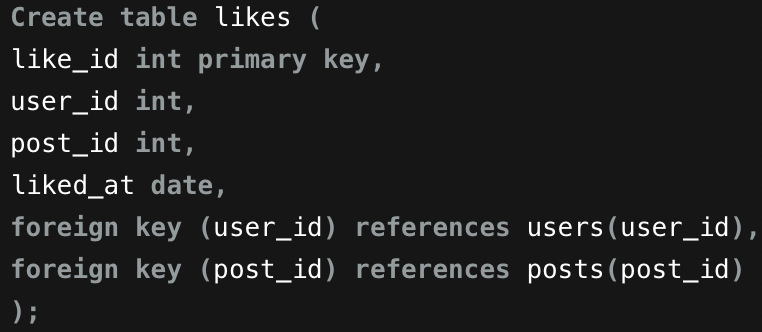 Create table likes (
like_id int primary key,
user_id int,
post_id int,
liked_at date,
foreign key (user_id) references users(user_id),
foreign key (post_id) references posts(post_id)
);